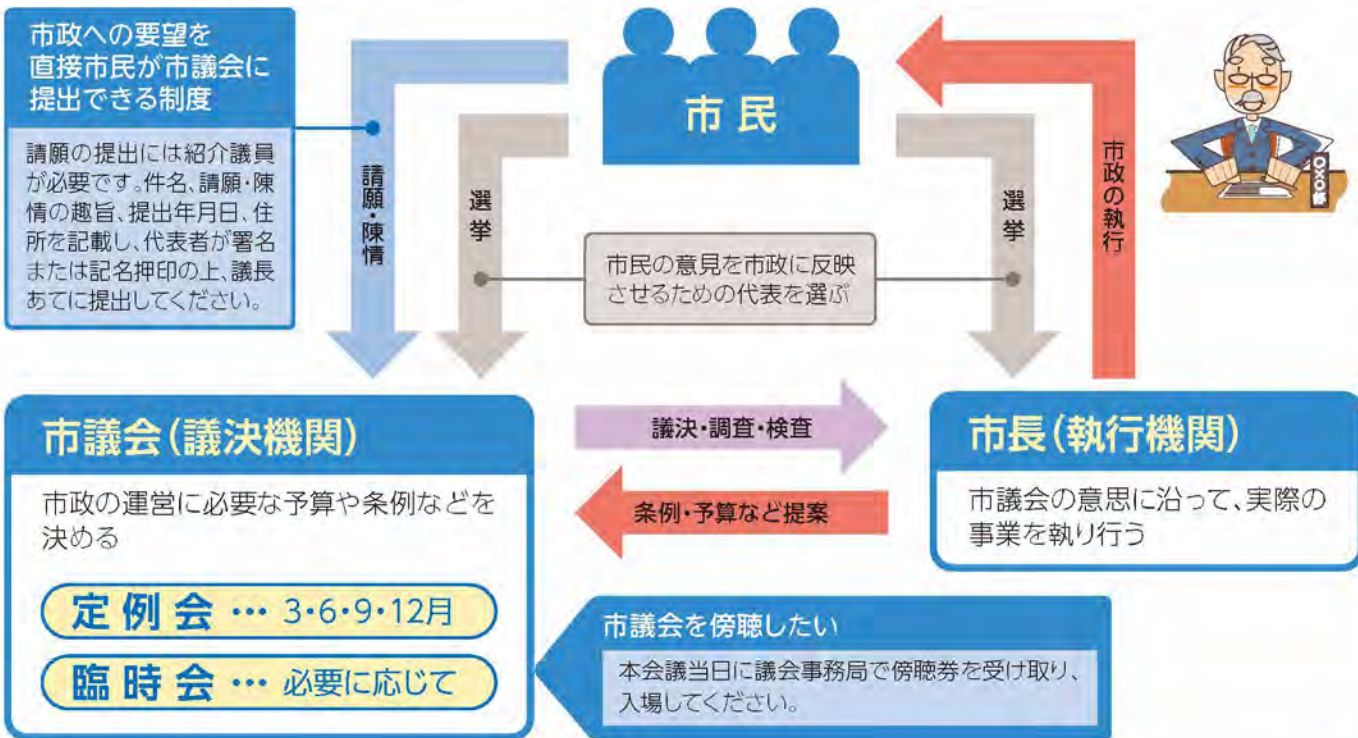 市政への要望を
直接市民が市議会に
提出できる制度
請願の提出には紹介議員
が必要です。件名、請願・陳
情の趣旨、提出年月日、住
所を記載し、代表者が署名
または記名押印の上、議長
あてに提出してください。
請願・陳情
選挙
市民
選挙
市政の執行
市民の意見を市政に反映
させるための代表を選ぶ
市議会(議決機関)
市政の運営に必要な予算や条例などを
決める
定例会 … 3・6・9・12月
臨時会 … 必要に応じて
議決・調査・検査
条例・予算など提案
市長(執行機関)
市議会の意思に沿って、実際の
事業を執り行う
市議会を傍聴したい
本会議当日に議会事務局で傍聴券を受け取り、
入場してください。